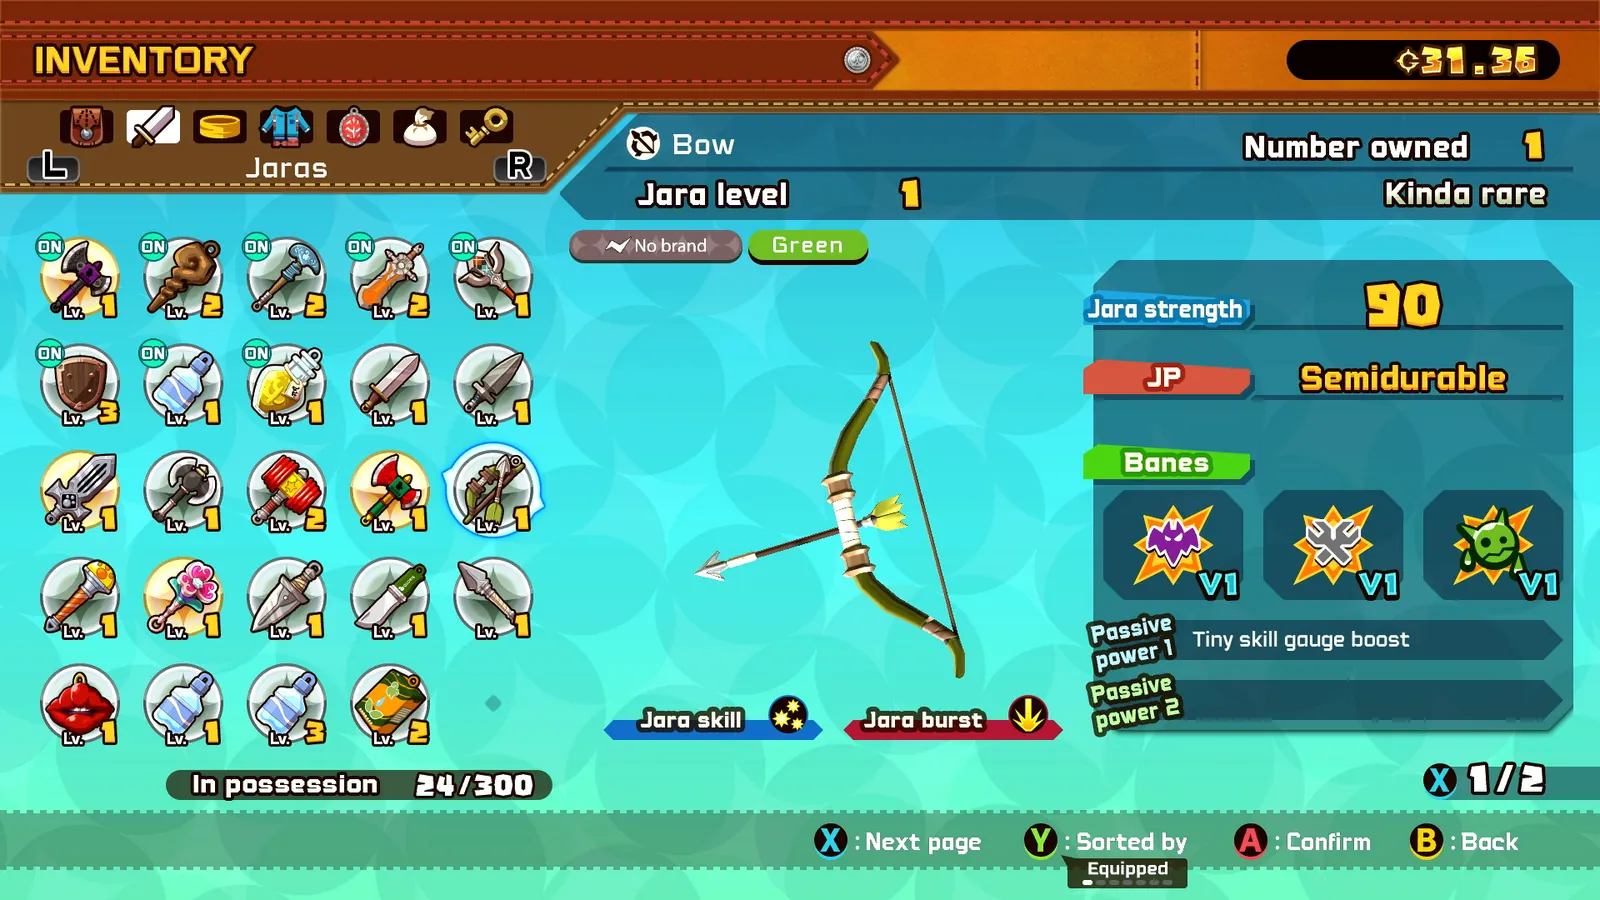 INVENTORY
31.36
L
Jaras
R
Bow
Number owned 1
Jara level 1
Kinda rare
No brand
Green
ON
ON
ON
ON
ON
Lv. 1
Lv. 2
Lv. 2
Lv. 2
Lv. 1
ON
ON
ON
Lv. 3
Lv. 1
Lv. 1
Lv. 1
Lv. 1
Lv. 1
Lv. 1
Lv. 2
Lv. 1
Lv. 1
Lv. 1
Lv. 1
Lv. 1
Lv. 1
Lv. 1
Lv. 1
Lv. 1
Lv. 3
Lv. 2
In possession 24/300
Jara strength 90
JP Semidurable
Banes
V1
V1
V1
Passive power 1
Tiny skill gauge boost
Passive power 2
Jara skill
Jara burst
X 1/2
X : Next page
Y : Sorted by
Equipped
A : Confirm
B : Back